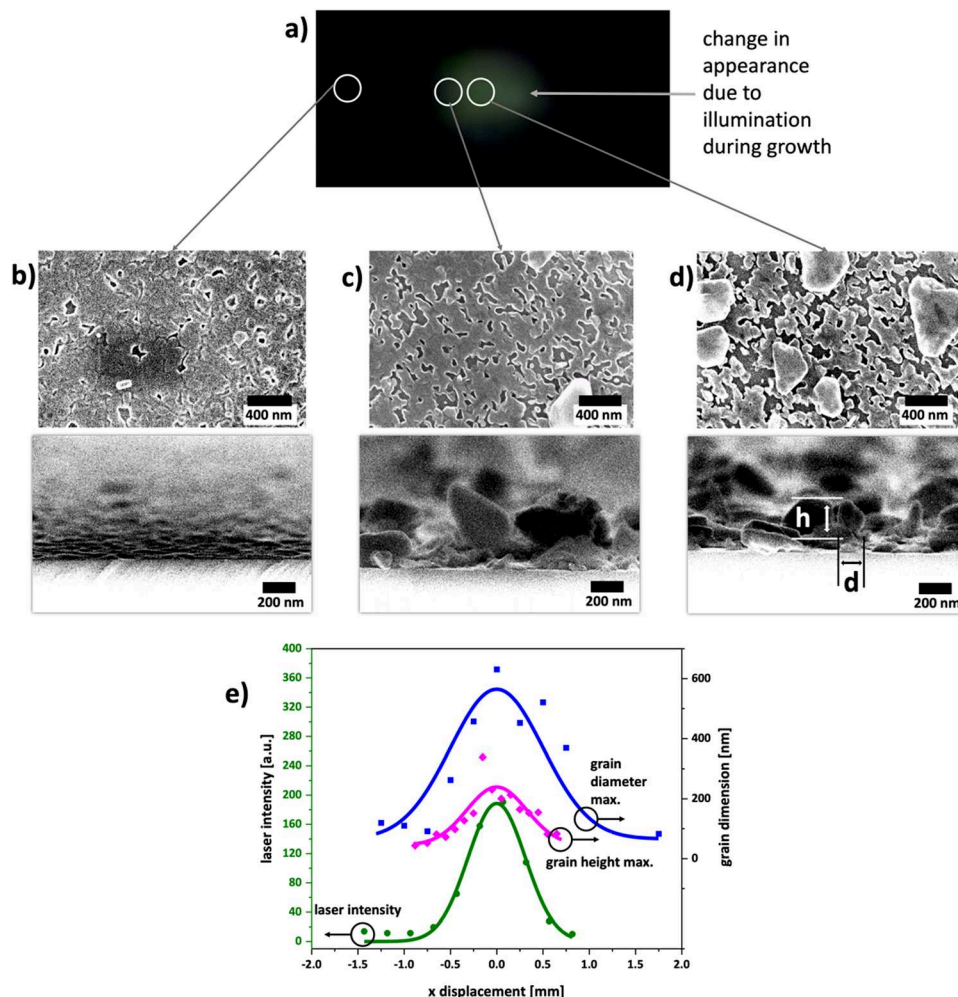 a)
change in
appearance
due to
illumination
during growth
b)
c)
d)
400 nm
400 nm
400 nm
h
d
200 nm
200 nm
200 nm
e)
400
360
320
280
240
200
160
120
80
40
0
laser intensity [a.u.]
600
400
200
0
grain dimension [nm]
grain
diameter
max.
grain height max.
laser intensity
-2.0 -1.5 -1.0 -0.5 0.0 0.5 1.0 1.5 2.0
x displacement [mm]